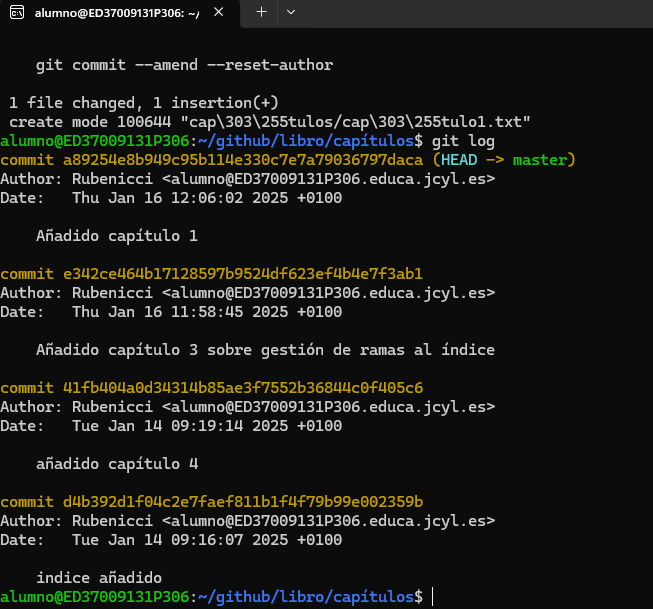 alumno@ED37009131P306: ~/
git commit --amend --reset-author
1 file changed, 1 insertion(+)
create mode 100644 "cap\303\255tulos/cap\303\255tulo1.txt"
alumno@ED37009131P306:~/github/libro/capítulos$ git log
commit a89254e8b949c95b114e330c7e7a79036797daca (HEAD -> master)
Author: Rubenicci <alumno@ED37009131P306.educa.jcyl.es>
Date:   Thu Jan 16 12:06:02 2025 +0100
Añadido capítulo 1
commit e342ce464b17128597b9524df623ef4b4e7f3ab1
Author: Rubenicci <alumno@ED37009131P306.educa.jcyl.es>
Date:   Thu Jan 16 11:58:45 2025 +0100
Añadido capítulo 3 sobre gestión de ramas al índice
commit 41fb404a0d34314b85ae3f7552b36844c0f405c6
Author: Rubenicci <alumno@ED37009131P306.educa.jcyl.es>
Date:   Tue Jan 14 09:19:14 2025 +0100
añadido capítulo 4
commit d4b392d1f04c2e7faef811b1f4f79b99e002359b
Author: Rubenicci <alumno@ED37009131P306.educa.jcyl.es>
Date:   Tue Jan 14 09:16:07 2025 +0100
indice añadido
alumno@ED37009131P306:~/github/libro/capítulos$